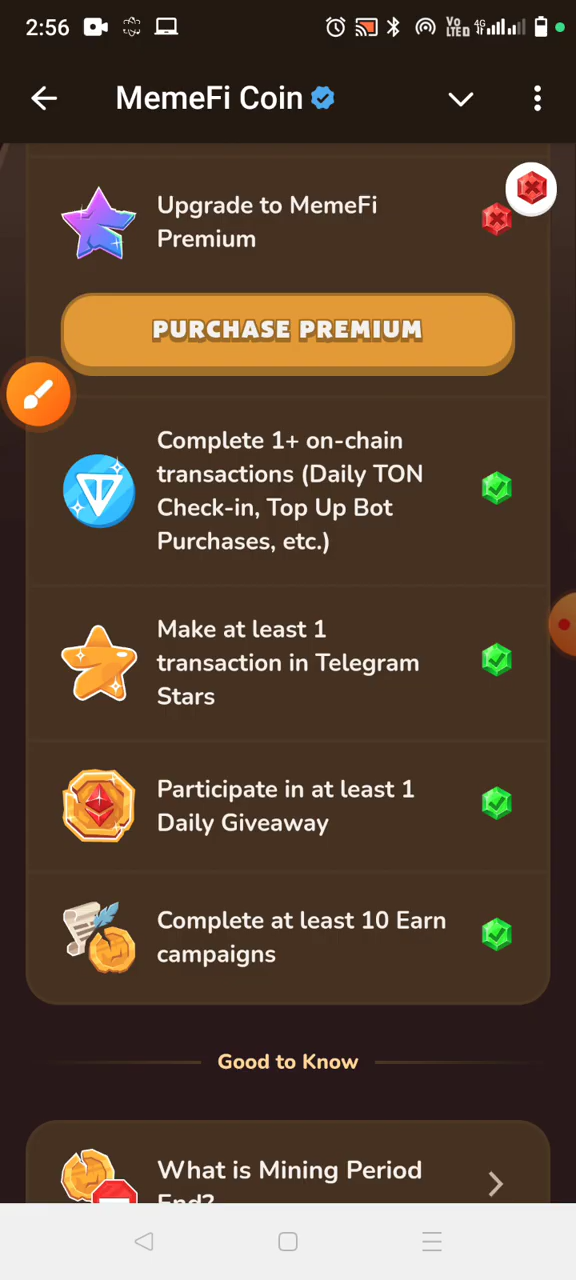 2:56
Vo
LTED
4G
MemeFi Coin
Upgrade to MemeFi
Premium
PURCHASE PREMIUM
Complete 1+ on-chain
transactions (Daily TON
Check-in, Top Up Bot
Purchases, etc.)
Make at least 1
transaction in Telegram
Stars
Participate in at least 1
Daily Giveaway
Complete at least 10 Earn
campaigns
Good to Know
What is Mining Period
End?